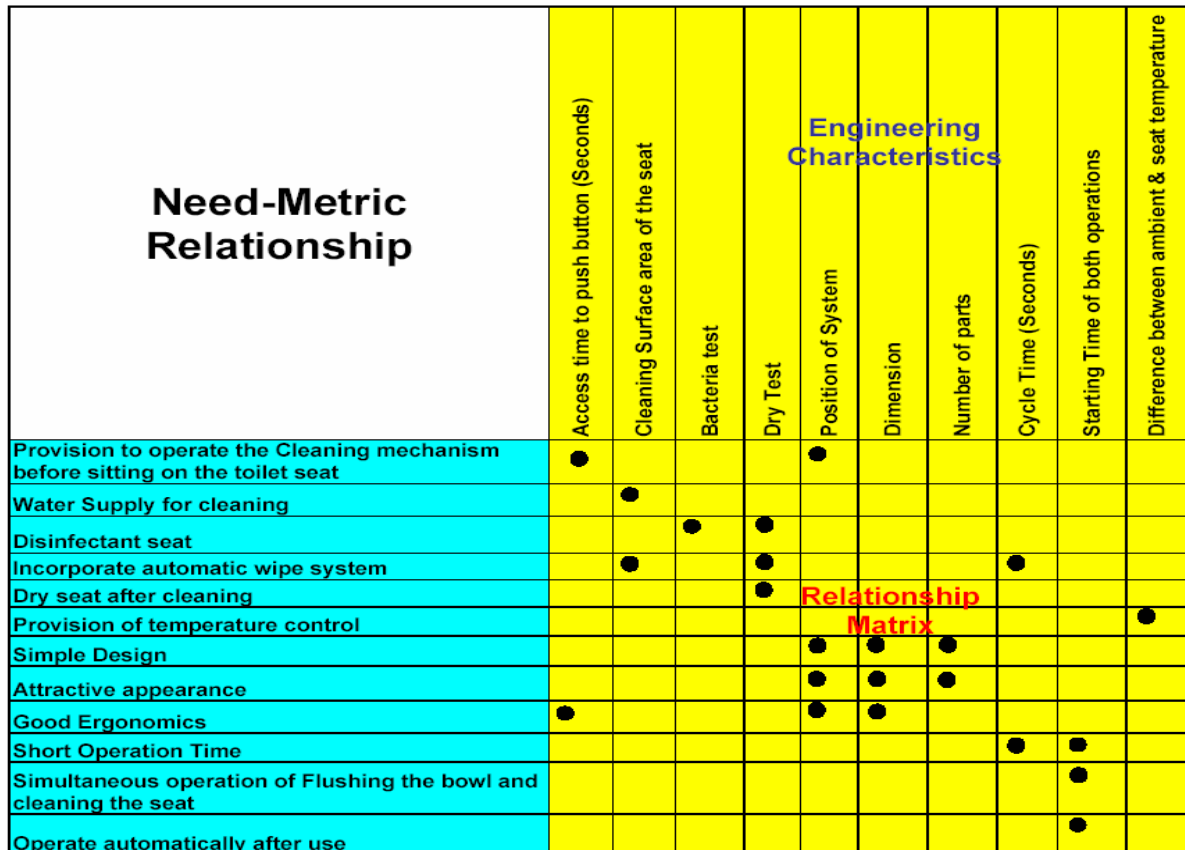 Need-Metric
Relationship
Engineering
Characteristics
Access time to push button (Seconds)
Cleaning Surface area of the seat
Bacteria test
Dry Test
Position of System
Dimension
Number of parts
Cycle Time (Seconds)
Starting Time of both operations
Difference between ambient & seat temperature
Provision to operate the Cleaning mechanism
before sitting on the toilet seat
Water Supply for cleaning
Disinfectant seat
Incorporate automatic wipe system
Dry seat after cleaning
Relationship
Matrix
Provision of temperature control
Simple Design
Attractive appearance
Good Ergonomics
Short Operation Time
Simultaneous operation of Flushing the bowl and
cleaning the seat
Operate automatically after use